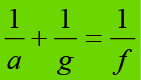 1/a + 1/g = 1/f